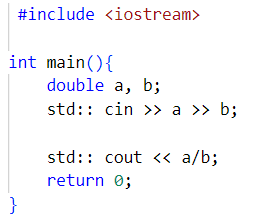 #include <iostream>
int main(){
double a, b;
std:: cin >> a >> b;
std:: cout << a/b;
return 0;
}